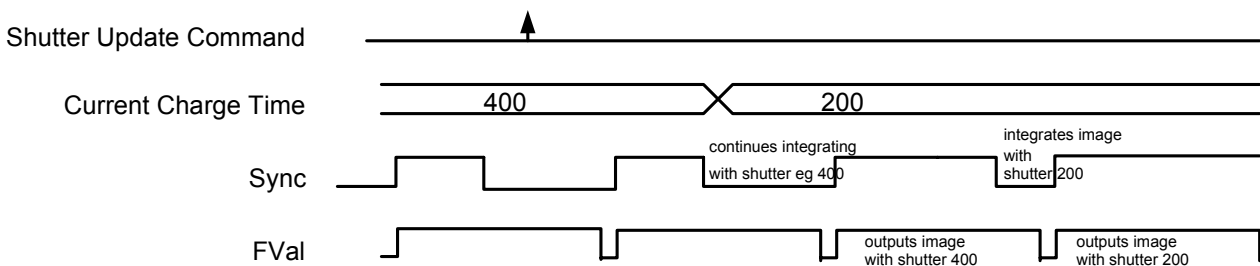 Shutter Update Command
Current Charge Time
400
200
Sync
continues integrating
with shutter eg 400
integrates image
with
shutter 200
FVal
outputs image
with shutter 400
outputs image
with shutter 200